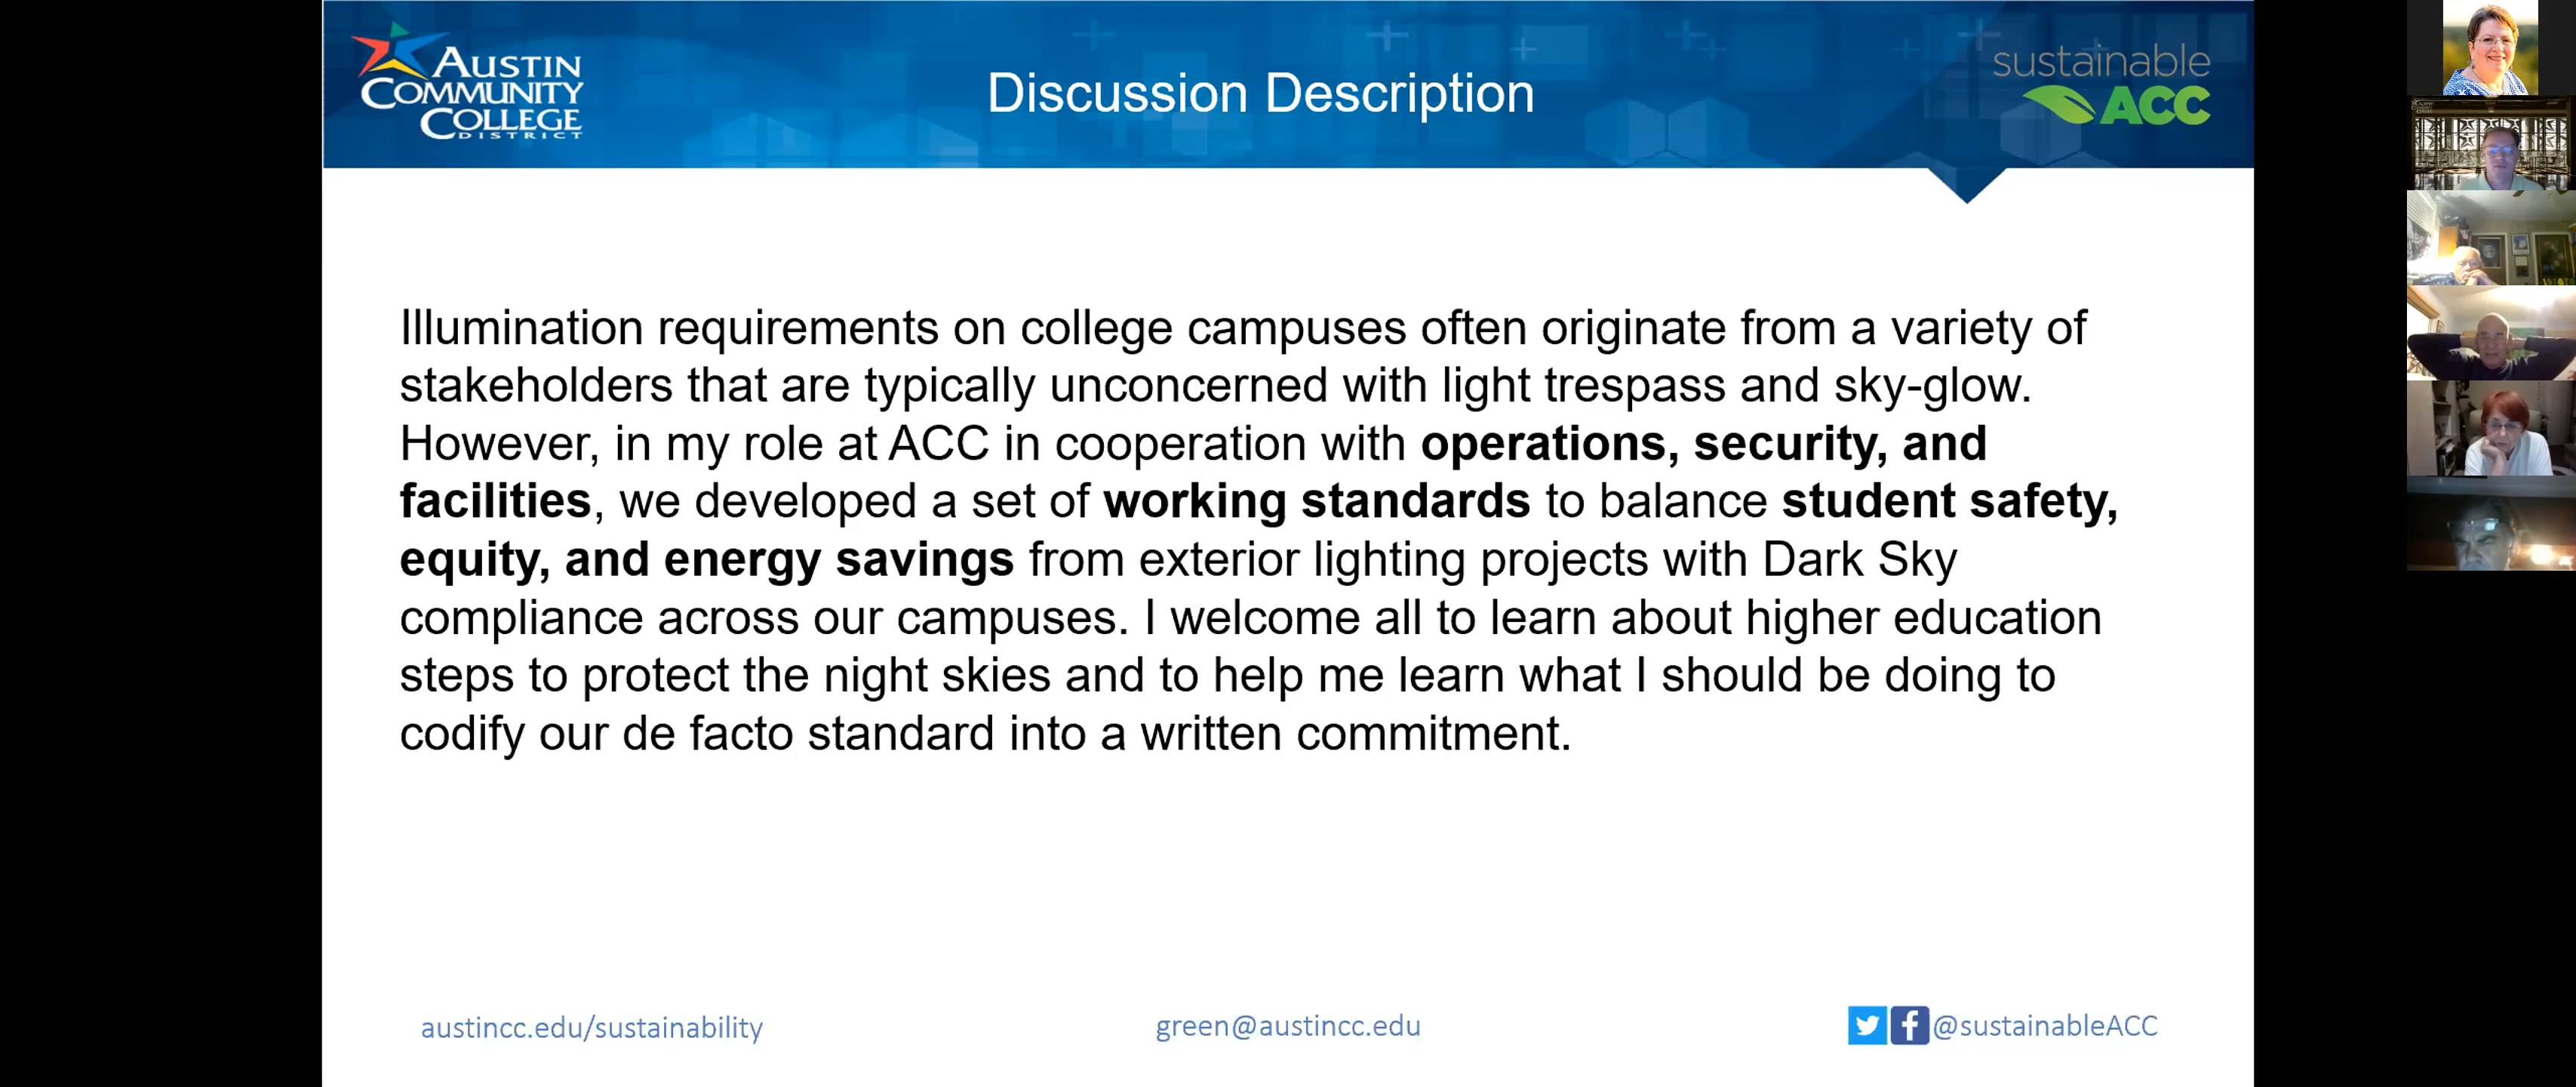 AUSTIN
COMMUNITY
COLLEGE
DISTRICT
Discussion Description
sustainable
ACC
Illumination requirements on college campuses often originate from a variety of
stakeholders that are typically unconcerned with light trespass and sky-glow.
However, in my role at ACC in cooperation with operations, security, and
facilities, we developed a set of working standards to balance student safety,
equity, and energy savings from exterior lighting projects with Dark Sky
compliance across our campuses. I welcome all to learn about higher education
steps to protect the night skies and to help me learn what I should be doing to
codify our de facto standard into a written commitment.
austincc.edu/sustainability
green@austincc.edu
@sustainableACC